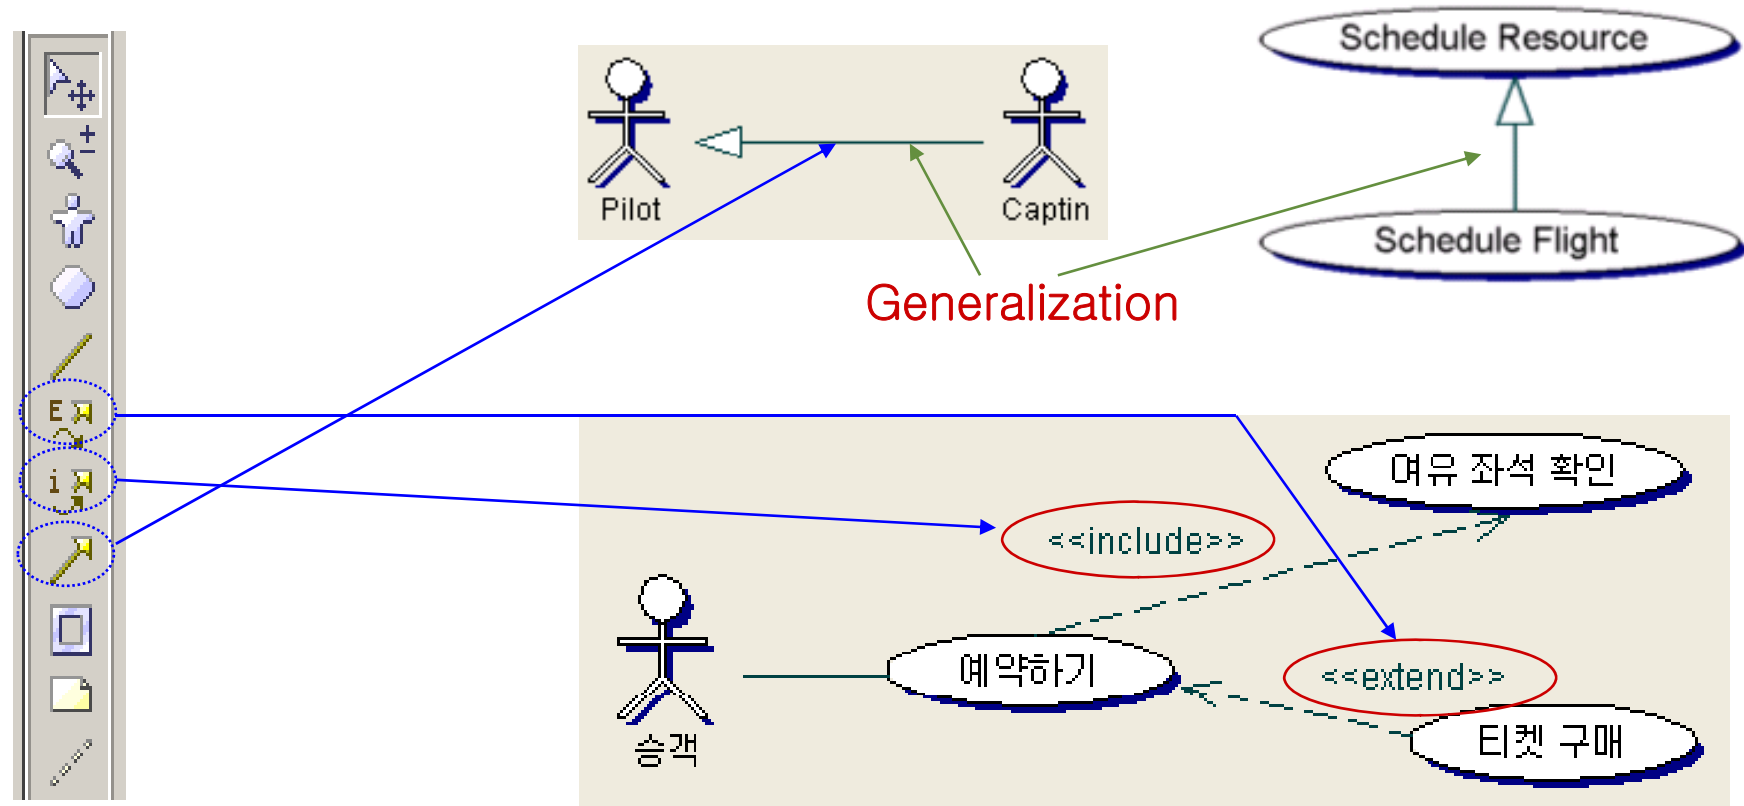 Schedule Resource
Pilot
Captin
Schedule Flight
Generalization
E
i
여유 좌석 확인
<<include>>
예약하기
<<extend>>
티켓 구매
승객